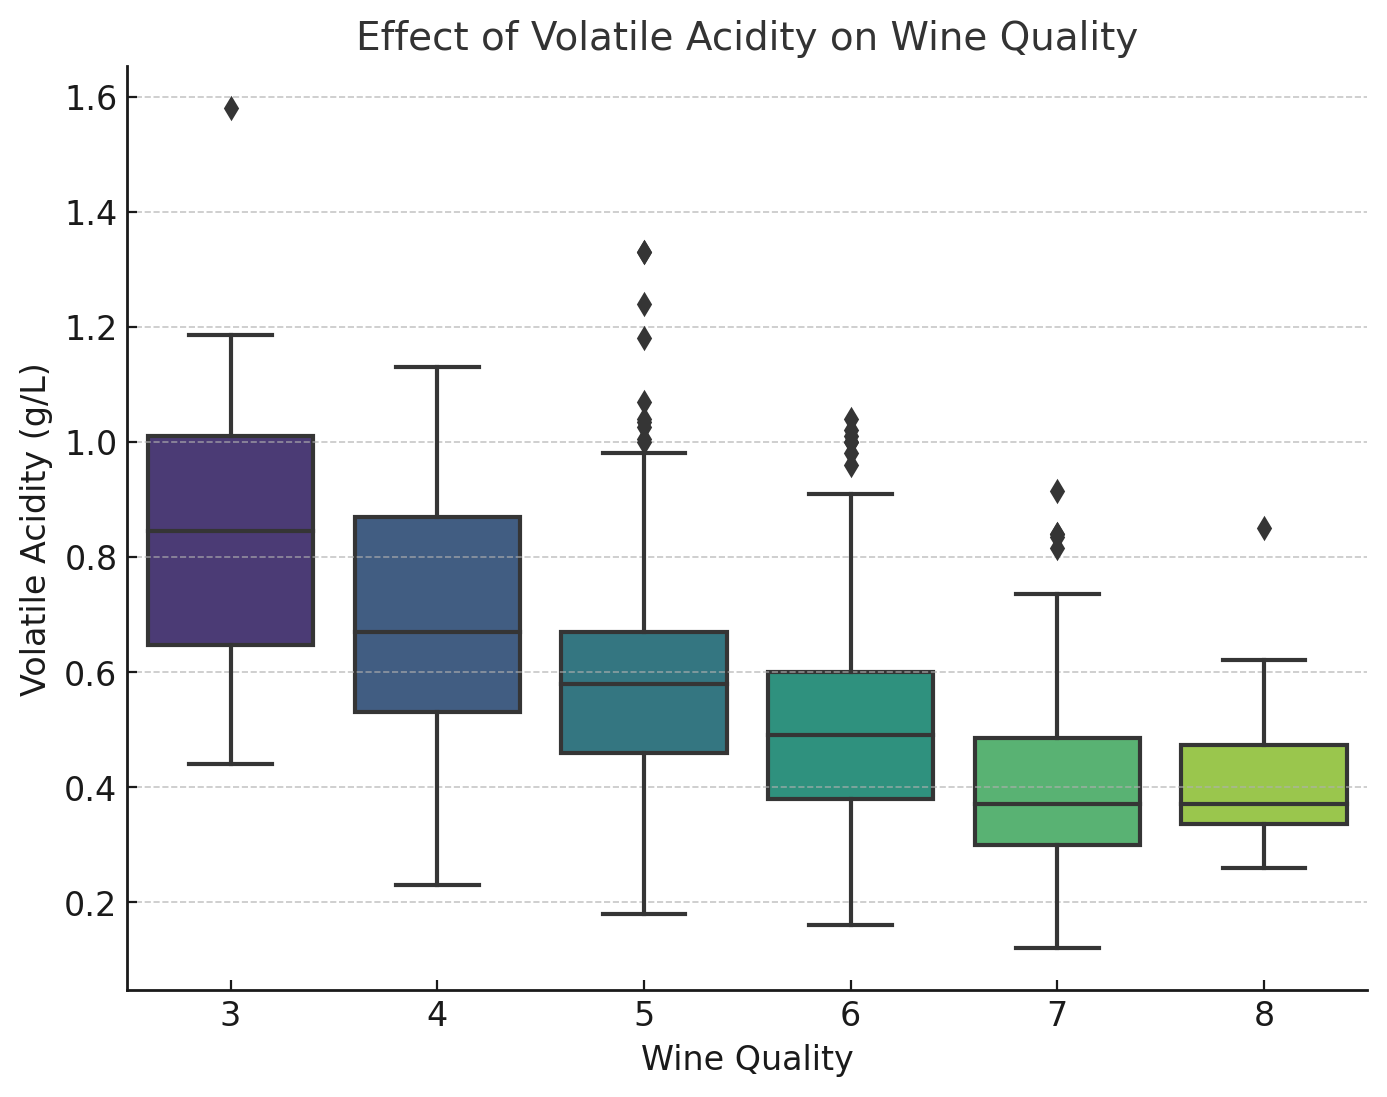 Effect of Volatile Acidity on Wine Quality
Volatile Acidity (g/L)
1.6
1.4
1.2
1.0
0.8
0.6
0.4
0.2
3 4 5 6 7 8
Wine Quality